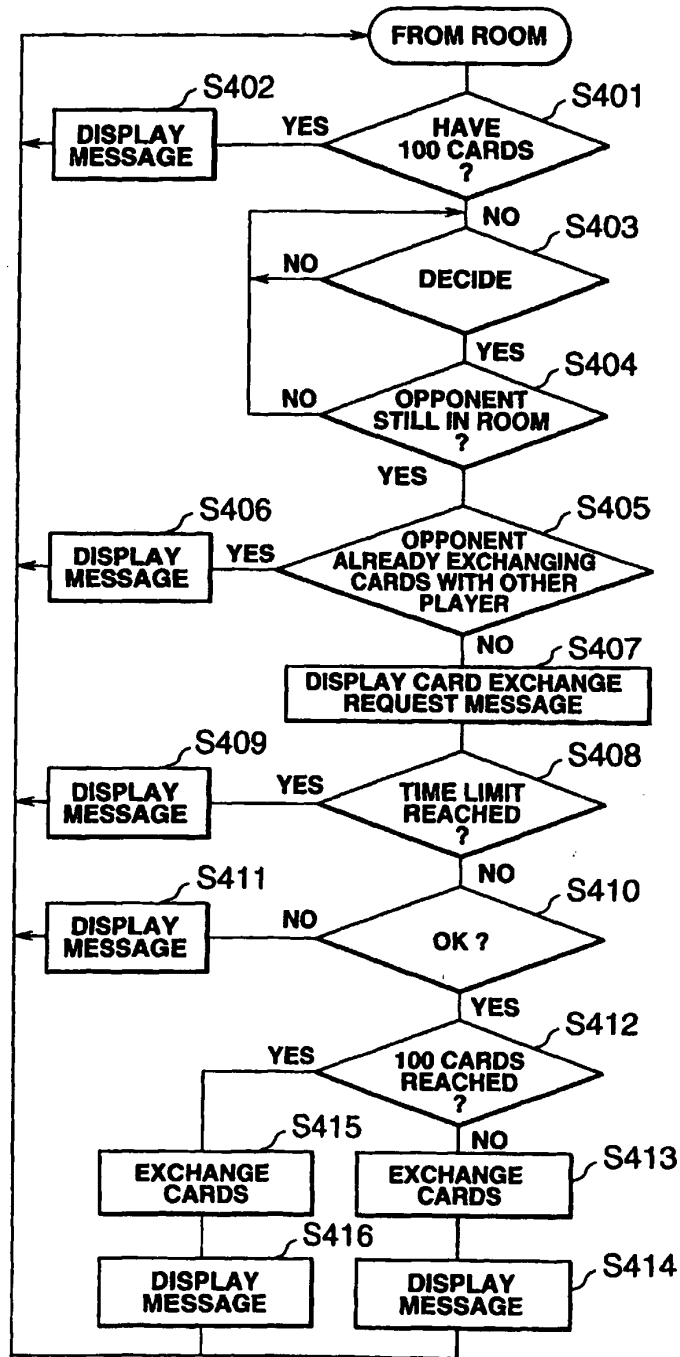 FROM ROOM
S401
S402
HAVE
100 CARDS
?
YES
DISPLAY
MESSAGE
NO
S403
DECIDE
NO
YES
S404
OPPONENT
STILL IN ROOM
?
NO
YES
S405
S406
OPPONENT
ALREADY EXCHANGING
CARDS WITH OTHER
PLAYER
YES
DISPLAY
MESSAGE
NO
S407
DISPLAY CARD EXCHANGE
REQUEST MESSAGE
S408
S409
TIME LIMIT
REACHED
?
YES
DISPLAY
MESSAGE
NO
S410
S411
OK ?
NO
DISPLAY
MESSAGE
YES
S412
100 CARDS
REACHED
?
YES
NO
S415
EXCHANGE
CARDS
S413
EXCHANGE
CARDS
S416
DISPLAY
MESSAGE
S414
DISPLAY
MESSAGE